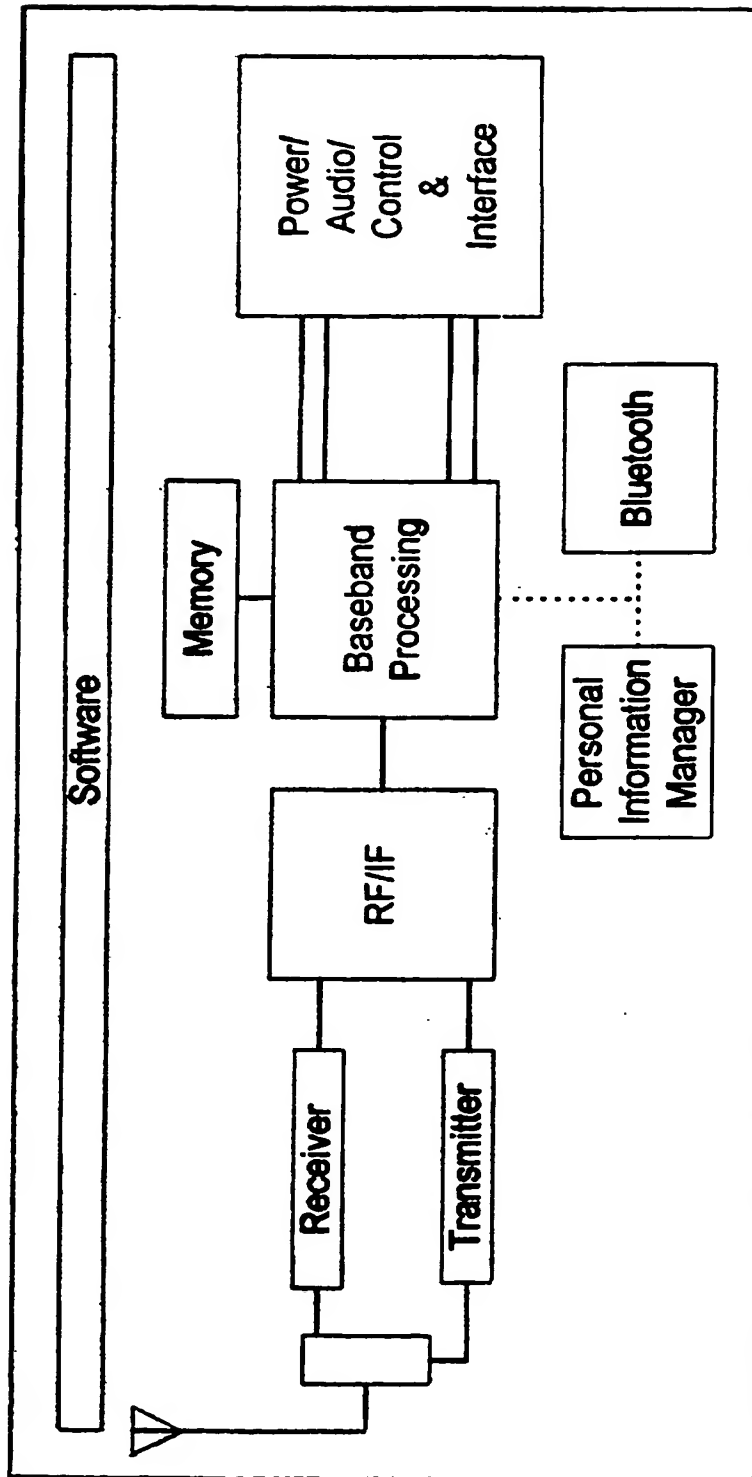 Software
Memory
Power/
Audio/
Control
&
Interface
Receiver
RF/IF
Baseband
Processing
Transmitter
Personal
Information
Manager
Bluetooth